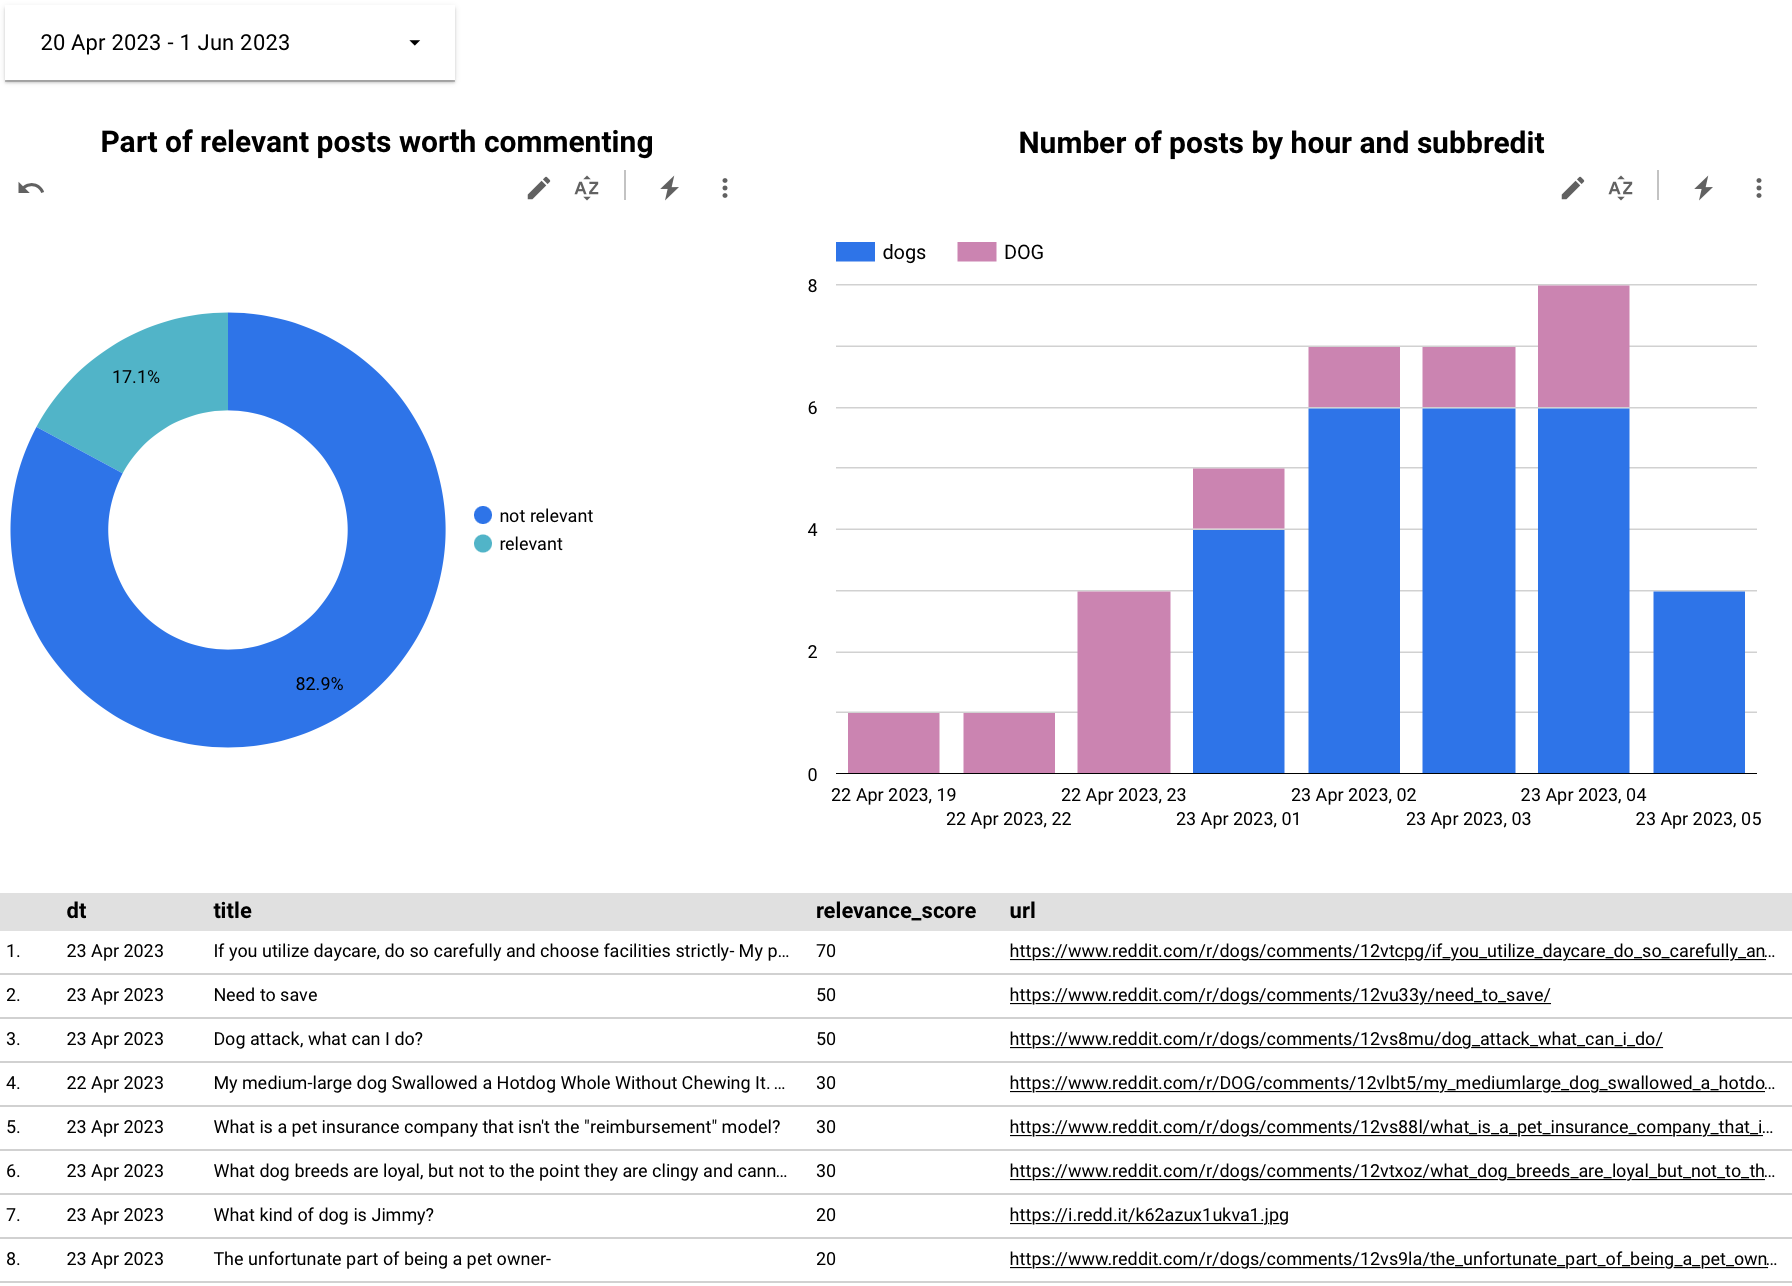 20 Apr 2023 - 1 Jun 2023
Part of relevant posts worth commenting
AZ
17.1%
82.9%
not relevant
relevant
Number of posts by hour and subbredit
AZ
dogs DOG
8
6
4
2
0
22 Apr 2023, 19
22 Apr 2023, 22
22 Apr 2023, 23
23 Apr 2023, 01
23 Apr 2023, 02
23 Apr 2023, 03
23 Apr 2023, 04
23 Apr 2023, 05
dt title relevance_score url
1. 23 Apr 2023 If you utilize daycare, do so carefully and choose facilities strictly- My p... 70 https://www.reddit.com/r/dogs/comments/12vtcpg/if_you_utilize_daycare_do_so_carefully_an...
2. 23 Apr 2023 Need to save 50 https://www.reddit.com/r/dogs/comments/12vu33y/need_to_save/
3. 23 Apr 2023 Dog attack, what can I do? 50 https://www.reddit.com/r/dogs/comments/12vs8mu/dog_attack_what_can_i_do/
4. 22 Apr 2023 My medium-large dog Swallowed a Hotdog Whole Without Chewing It. ... 30 https://www.reddit.com/r/DOG/comments/12vlbt5/my_mediumlarge_dog_swallowed_a_hotdo...
5. 23 Apr 2023 What is a pet insurance company that isn't the "reimbursement" model? 30 https://www.reddit.com/r/dogs/comments/12vs88l/what_is_a_pet_insurance_company_that_i...
6. 23 Apr 2023 What dog breeds are loyal, but not to the point they are clingy and cann... 30 https://www.reddit.com/r/dogs/comments/12vtxoz/what_dog_breeds_are_loyal_but_not_to_th...
7. 23 Apr 2023 What kind of dog is Jimmy? 20 https://i.redd.it/k62azux1ukva1.jpg
8. 23 Apr 2023 The unfortunate part of being a pet owner- 20 https://www.reddit.com/r/dogs/comments/12vs9la/the_unfortunate_part_of_being_a_pet_own...